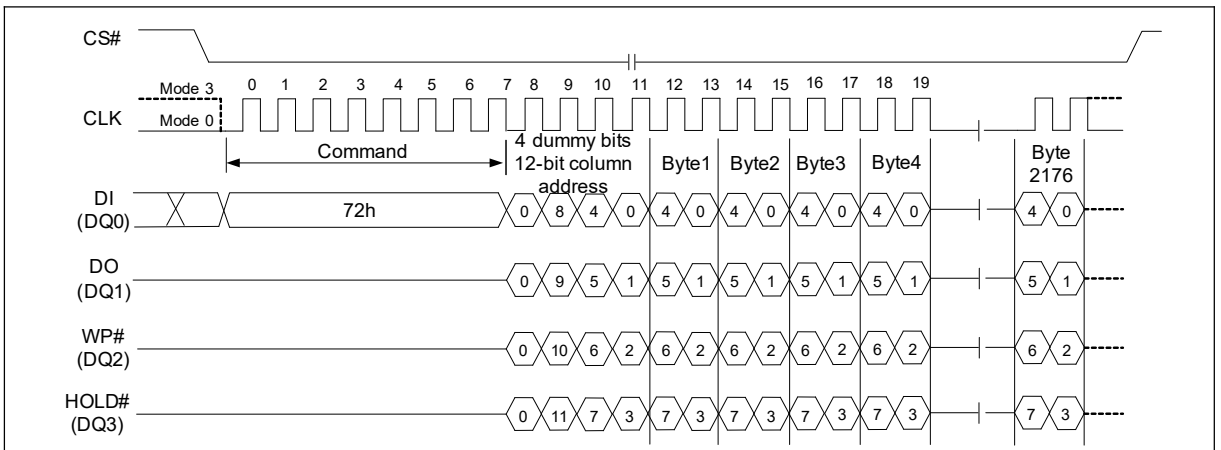 CS#
Mode 3 0 1 2 3 4 5 6 7 8 9 10 11 12 13 14 15 16 17 18 19
CLK
Mode 0
Command
4 dummy bits
12-bit column
address
Byte1 Byte2 Byte3 Byte4
Byte
2176
DI
(DQ0)
72h 0 8 4 0 4 0 4 0 4 0 4 0 4 0
DO
(DQ1)
0 9 5 1 5 1 5 1 5 1 5 1 5 1
WP#
(DQ2)
0 10 6 2 6 2 6 2 6 2 6 2 6 2
HOLD#
(DQ3)
0 11 7 3 7 3 7 3 7 3 7 3 7 3